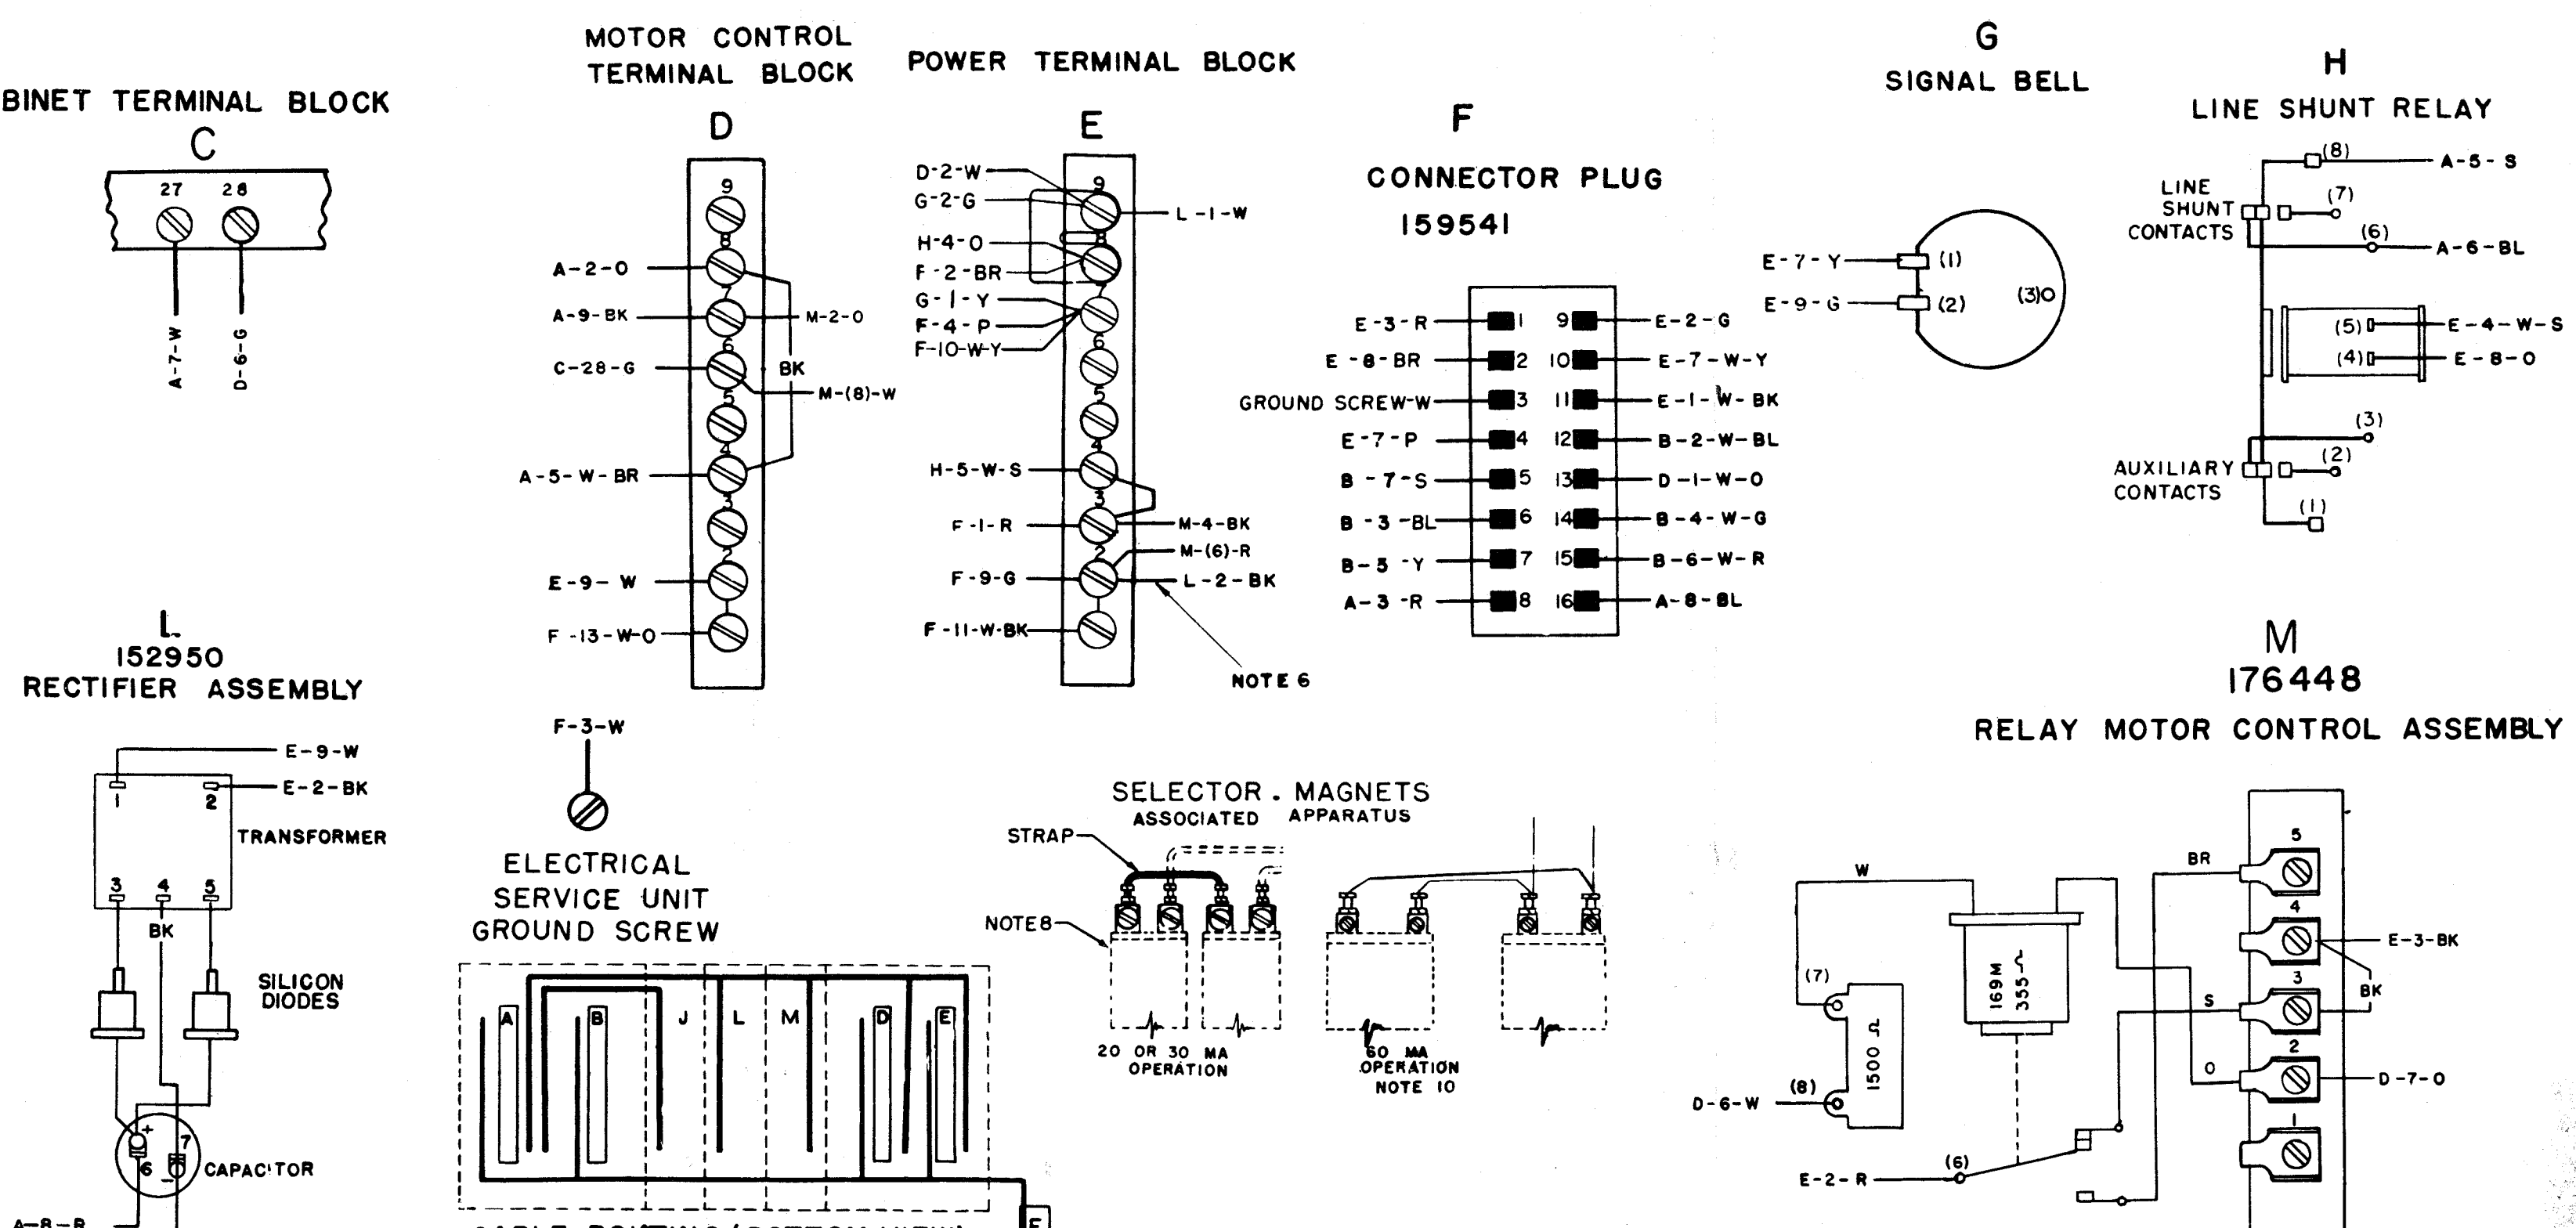 BINET TERMINAL BLOCK
C
27 28
A-7-W
D-6-G
MOTOR CONTROL
TERMINAL BLOCK
D
9
8
A-2-O
7
A-9-BK
M-2-O
6
C-28-G
BK
M-(8)-W
5
4
A-5-W-BR
3
2
E-9-W
F-13-W-O
POWER TERMINAL BLOCK
E
D-2-W
9
G-2-G
L-1-W
8
H-4-O
F-2-BR
7
G-1-Y
F-4-P
F-10-W-Y
6
5
4
H-5-W-S
3
F-1-R
M-4-BK
2
M-(6)-R
F-9-G
L-2-BK
F-11-W-BK
NOTE 6
F
CONNECTOR PLUG
159541
E-3-R 1 9 E-2-G
E-8-BR 2 10 E-7-W-Y
GROUND SCREW-W 3 11 E-1-W-BK
E-7-P 4 12 B-2-W-BL
B-7-S 5 13 D-1-W-O
B-3-BL 6 14 B-4-W-G
B-5-Y 7 15 B-6-W-R
A-3-R 8 16 A-8-BL
G
SIGNAL BELL
E-7-Y (1)
(3)
E-9-G (2)
H
LINE SHUNT RELAY
(8) A-5-S
LINE
SHUNT
CONTACTS
(7)
(6)
A-6-BL
(5) E-4-W-S
(4) E-8-O
(3)
AUXILIARY
CONTACTS
(2)
(1)
L
152950
RECTIFIER ASSEMBLY
E-9-W
E-2-BK
1 2
TRANSFORMER
3 4 5
BK
SILICON
DIODES
+ 7
6 -
CAPACITOR
A-8-R
F-3-W
ELECTRICAL
SERVICE UNIT
GROUND SCREW
A B J L M D E
F
CABLE ROUTING (BOTTOM VIEW)
SELECTOR. MAGNETS
ASSOCIATED APPARATUS
STRAP
NOTE 8
20 OR 30 MA
OPERATION
60 MA
OPERATION
NOTE 10
M
176448
RELAY MOTOR CONTROL ASSEMBLY
W
BR
5
4
E-3-BK
169M
355Ω
(7)
3
S
BK
1500 Ω
2
O
D-7-O
D-6-W (8)
1
E-2-R (6)